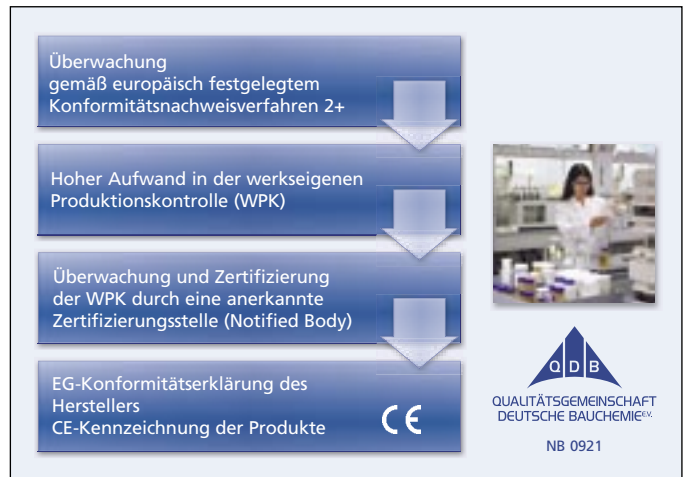 Überwachung
gemäß europäisch festgelegtem
Konformitätsnachweisverfahren 2+
Hoher Aufwand in der werkseigenen
Produktionskontrolle (WPK)
Überwachung und Zertifizierung
der WPK durch eine anerkannte
Zertifizierungsstelle (Notified Body)
EG-Konformitätserklärung des
Herstellers
CE-Kennzeichnung der Produkte
CE
QDB
QUALITÄTSGEMEINSCHAFT
DEUTSCHE BAUCHEMIE E.V.
NB 0921